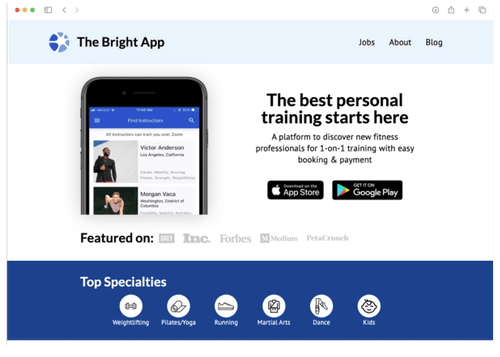 The Bright App
Jobs About Blog
Find Instructors
All instructors can train you over Zoom
Victor Anderson
Los Angeles, California
Morgan Vaca
Washington, District of
Columbia
The best personal
training starts here
A platform to discover new fitness
professionals for 1-on-1 training with easy
booking & payment
Download on the
App Store
GET IT ON
Google Play
Featured on:
Inc. Forbes Medium PetaCrunch
Top Specialties
Weightlifting Pilates/Yoga Running Martial Arts Dance Kids